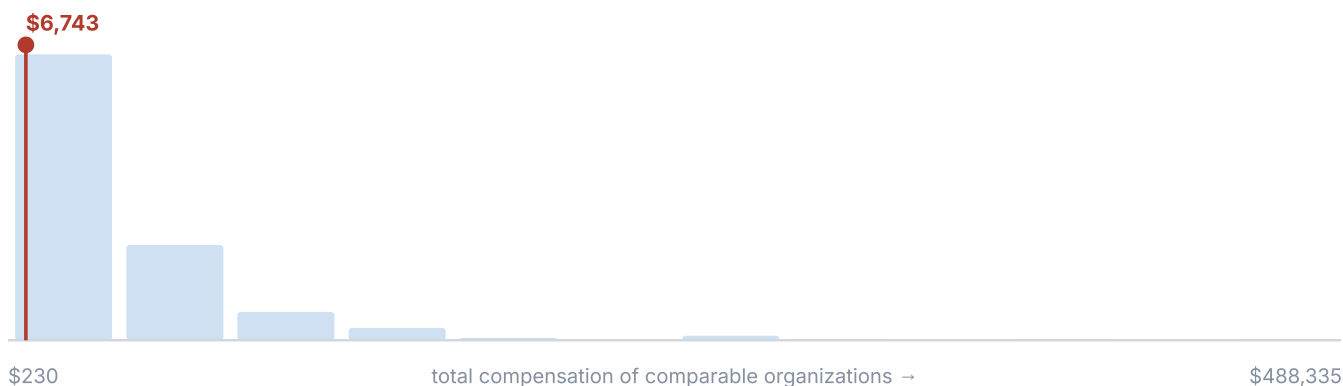 $6,743
$230 total compensation of comparable organizations → $488,335